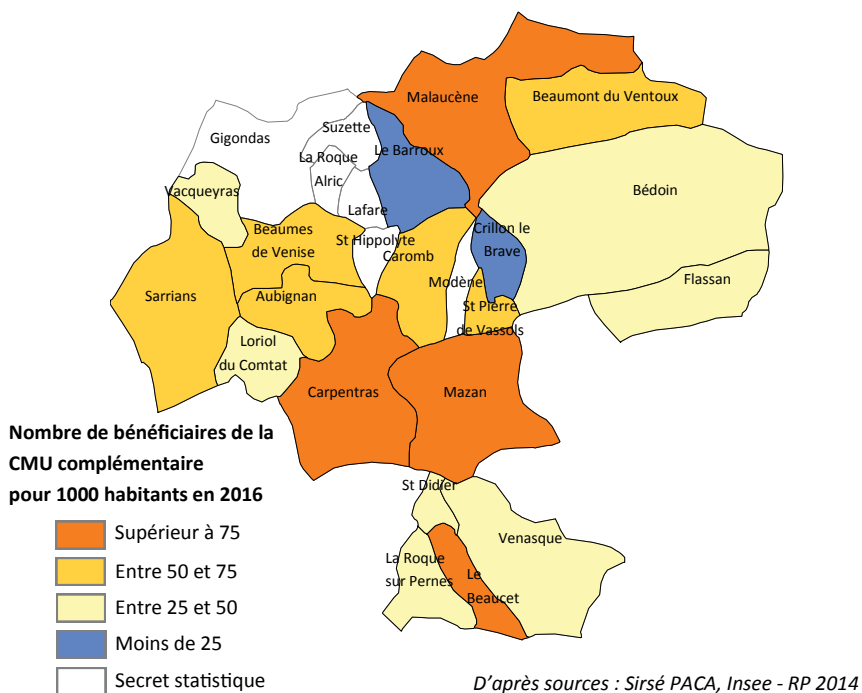 Malaucène
Beaumont du Ventoux
Suzette
Gigondas
Le Barroux
La Roque
Alric
Vacqueyras
Bédoin
Lafare
Beaumes
de Venise
St Hippolyte
Crillon le
Brave
Caromb
Modène
Flassan
Sarrians
Aubignan
St Pierre
de Vassols
Loriol
du Comtat
Carpentras
Mazan
Nombre de bénéficiaires de la
CMU complémentaire
pour 1000 habitants en 2016
St Didier
Supérieur à 75
Venasque
La Roque
sur Pernes
Le
Beaucet
Entre 50 et 75
Entre 25 et 50
Moins de 25
Secret statistique
D'après sources : Sirsé PACA, Insee - RP 2014